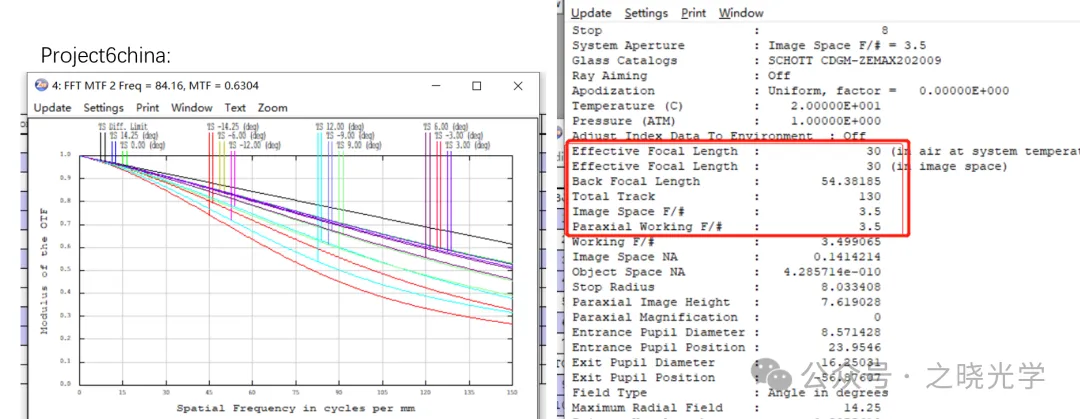 Project6china:
4: FFT MTF 2 Freq = 84.16, MTF = 0.6304
Update Settings Print Window Text Zoom
TS Diff. Limit
TS 14.25 (deg)
TS 0.00 (deg)
TS -14.25 (deg)
TS -6.00 (deg)
TS -12.00 (deg)
TS 12.00 (deg)
TS -9.00 (deg)
TS 9.00 (deg)
TS 6.00 (deg)
TS -3.00 (deg)
TS 3.00 (deg)
1.0
0.9
0.8
0.7
0.6
0.5
0.4
0.3
0.2
0.1
0.0
Modulus of the OTF
0 15 30 45 60 75 90 105 120 135 150
Spatial Frequency in cycles per mm
Update Settings Print Window
Stop : 8
System Aperture : Image Space F/# = 3.5
Glass Catalogs : SCHOTT CDGM-ZEMAX202009
Ray Aiming : Off
Apodization : Uniform, factor = 0.00000E+000
Temperature (C) : 2.00000E+001
Pressure (ATM) : 1.00000E+000
Adjust Index Data To Environment : Off
Effective Focal Length : 30 (in air at system temperat
Effective Focal Length : 30 (in image space)
Back Focal Length : 54.38185
Total Track : 130
Image Space F/# : 3.5
Paraxial Working F/# : 3.5
Working F/# : 3.499065
Image Space NA : 0.1414214
Object Space NA : 4.285714e-010
Stop Radius : 8.033408
Paraxial Image Height : 7.619028
Paraxial Magnification : 0
Entrance Pupil Diameter : 8.571428
Entrance Pupil Position : 23.9546
Exit Pupil Diameter : 16.25031
Exit Pupil Position :
Field Type : Angle in degrees
Maximum Radial Field : 14.25
公众号 · 之晓光学